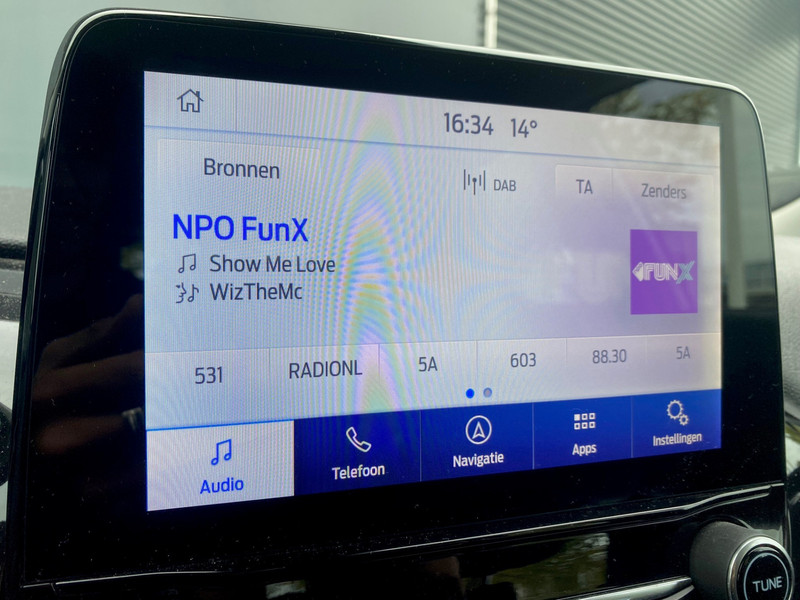 16:34 14°
Bronnen
DAB
TA
Zenders
NPO FunX
Show Me Love
WizTheMc
FUNX
531 RADIONL 5A 603 88.30 5A
Audio Telefoon Navigatie Apps Instellingen
TUNE